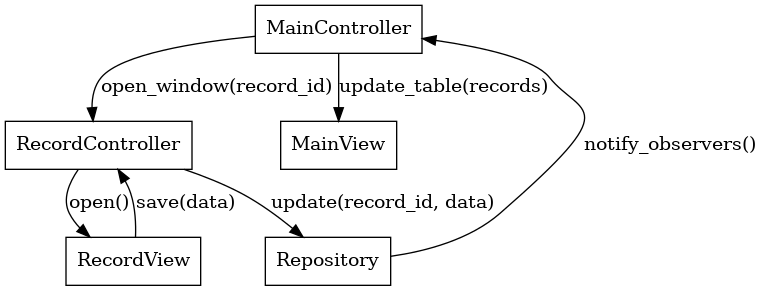 MainController
open_window(record_id)
update_table(records)
RecordController
MainView
notify_observers()
open()
save(data)
update(record_id, data)
RecordView
Repository